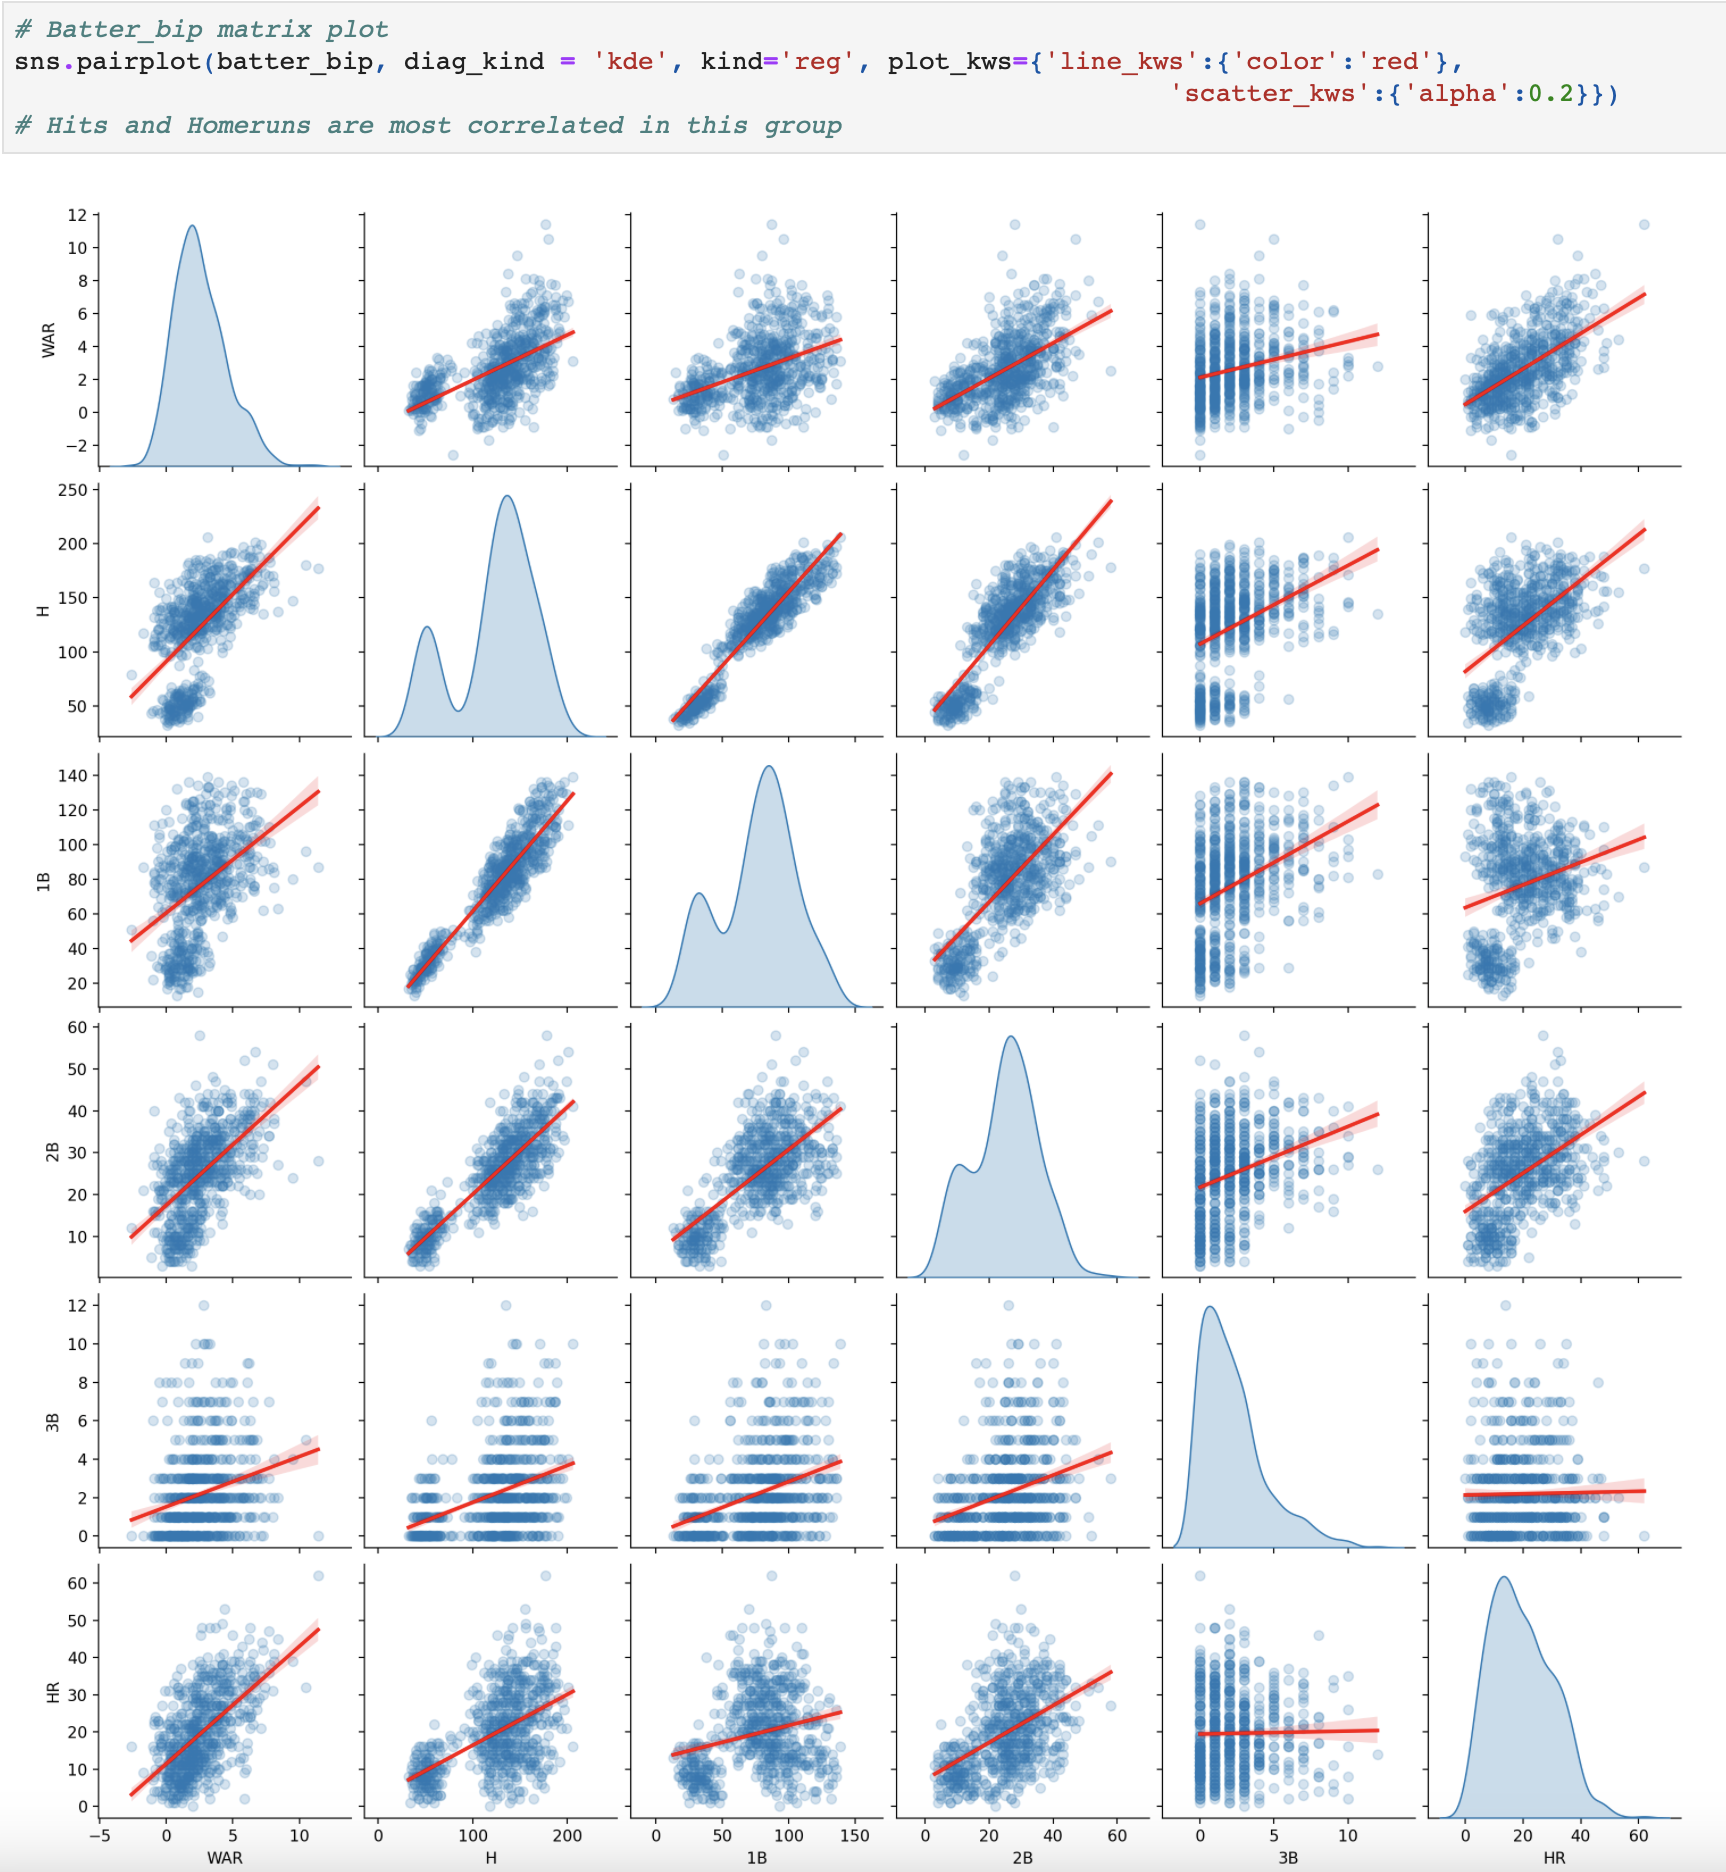 # Batter_bip matrix plot
sns.pairplot(batter_bip, diag_kind = 'kde', kind='reg', plot_kws={'line_kws':{'color':'red'},
'scatter_kws':{'alpha':0.2}})
# Hits and Homeruns are most correlated in this group
12
10
8
6
4
2
0
−2
WAR
250
200
150
100
50
H
140
120
100
80
60
40
20
1B
60
50
40
30
20
10
2B
12
10
8
6
4
2
0
3B
60
50
40
30
20
10
0
HR
−5 0 5 10
0 100 200
0 50 100 150
0 20 40 60
0 5 10
0 20 40 60
WAR H 1B 2B 3B HR